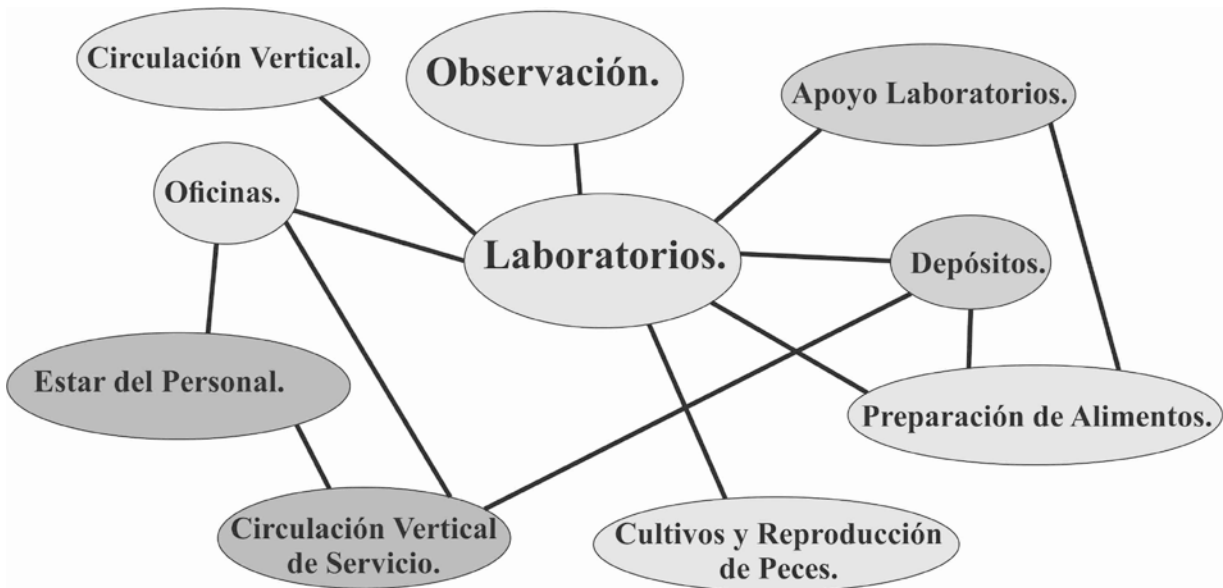 Circulación Vertical.
Observación.
Apoyo Laboratorios.
Oficinas.
Laboratorios.
Depósitos.
Estar del Personal.
Preparación de Alimentos.
Circulación Vertical
de Servicio.
Cultivos y Reproducción
de Peces.